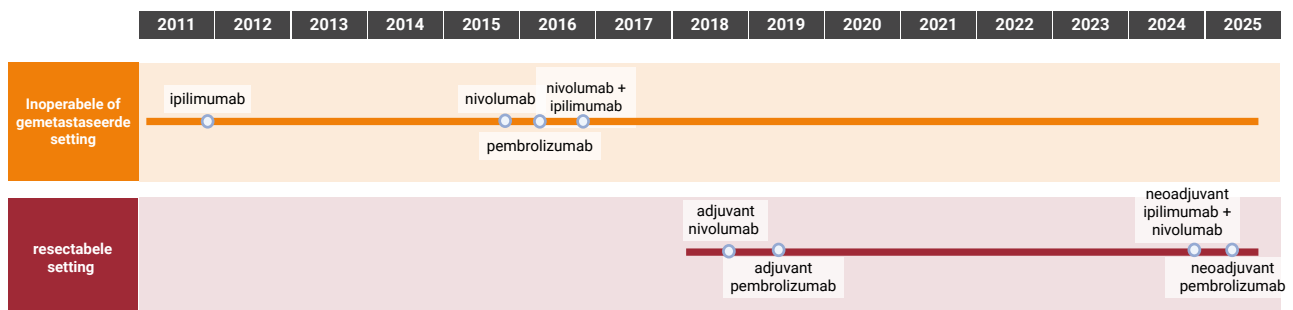 2011 2012 2013 2014 2015 2016 2017 2018 2019 2020 2021 2022 2023 2024 2025
Inoperabele of
gemetastaseerde
setting
ipilimumab
nivolumab
nivolumab +
ipilimumab
pembrolizumab
resectabele
setting
adjuvant
nivolumab
adjuvant
pembrolizumab
neoadjuvant
ipilimumab +
nivolumab
neoadjuvant
pembrolizumab